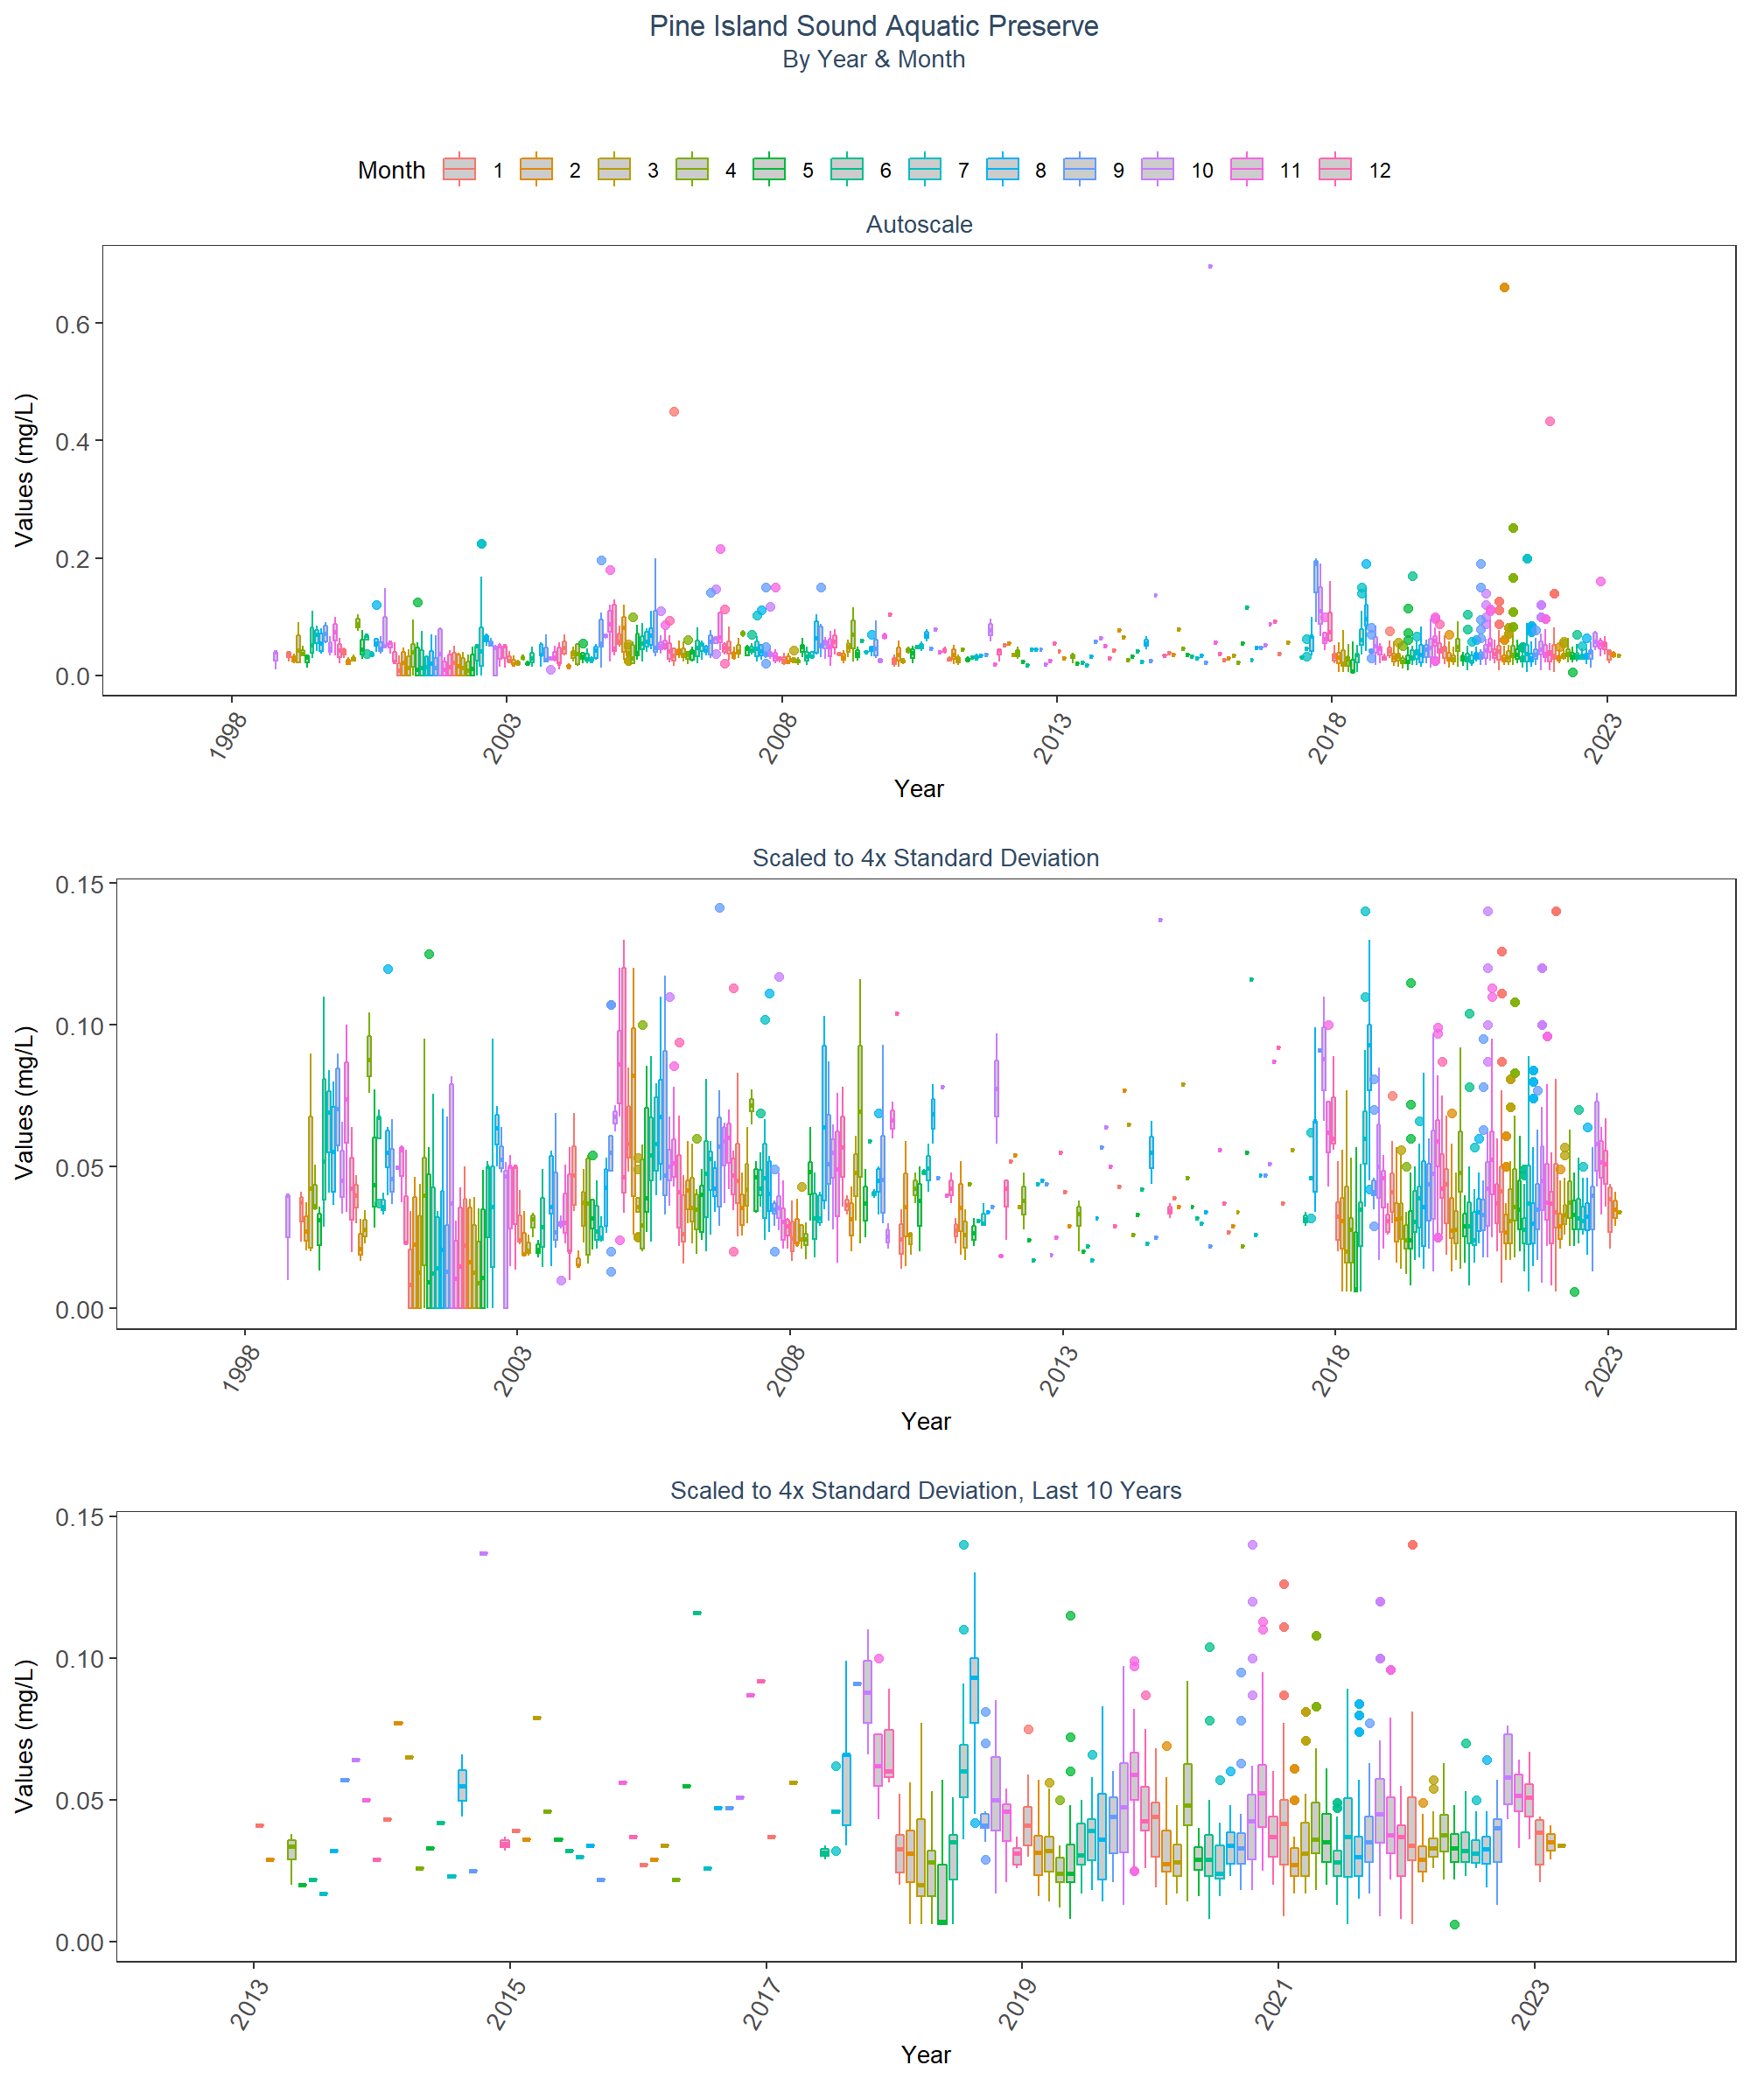 Pine Island Sound Aquatic Preserve
By Year & Month
Month 1 2 3 4 5 6 7 8 9 10 11 12
Autoscale
Values (mg/L)
0.6
0.4
0.2
0.0
1998 2003 2008 2013 2018 2023
Year
Scaled to 4x Standard Deviation
Values (mg/L)
0.15
0.10
0.05
0.00
1998 2003 2008 2013 2018 2023
Year
Scaled to 4x Standard Deviation, Last 10 Years
Values (mg/L)
0.15
0.10
0.05
0.00
2013 2015 2017 2019 2021 2023
Year